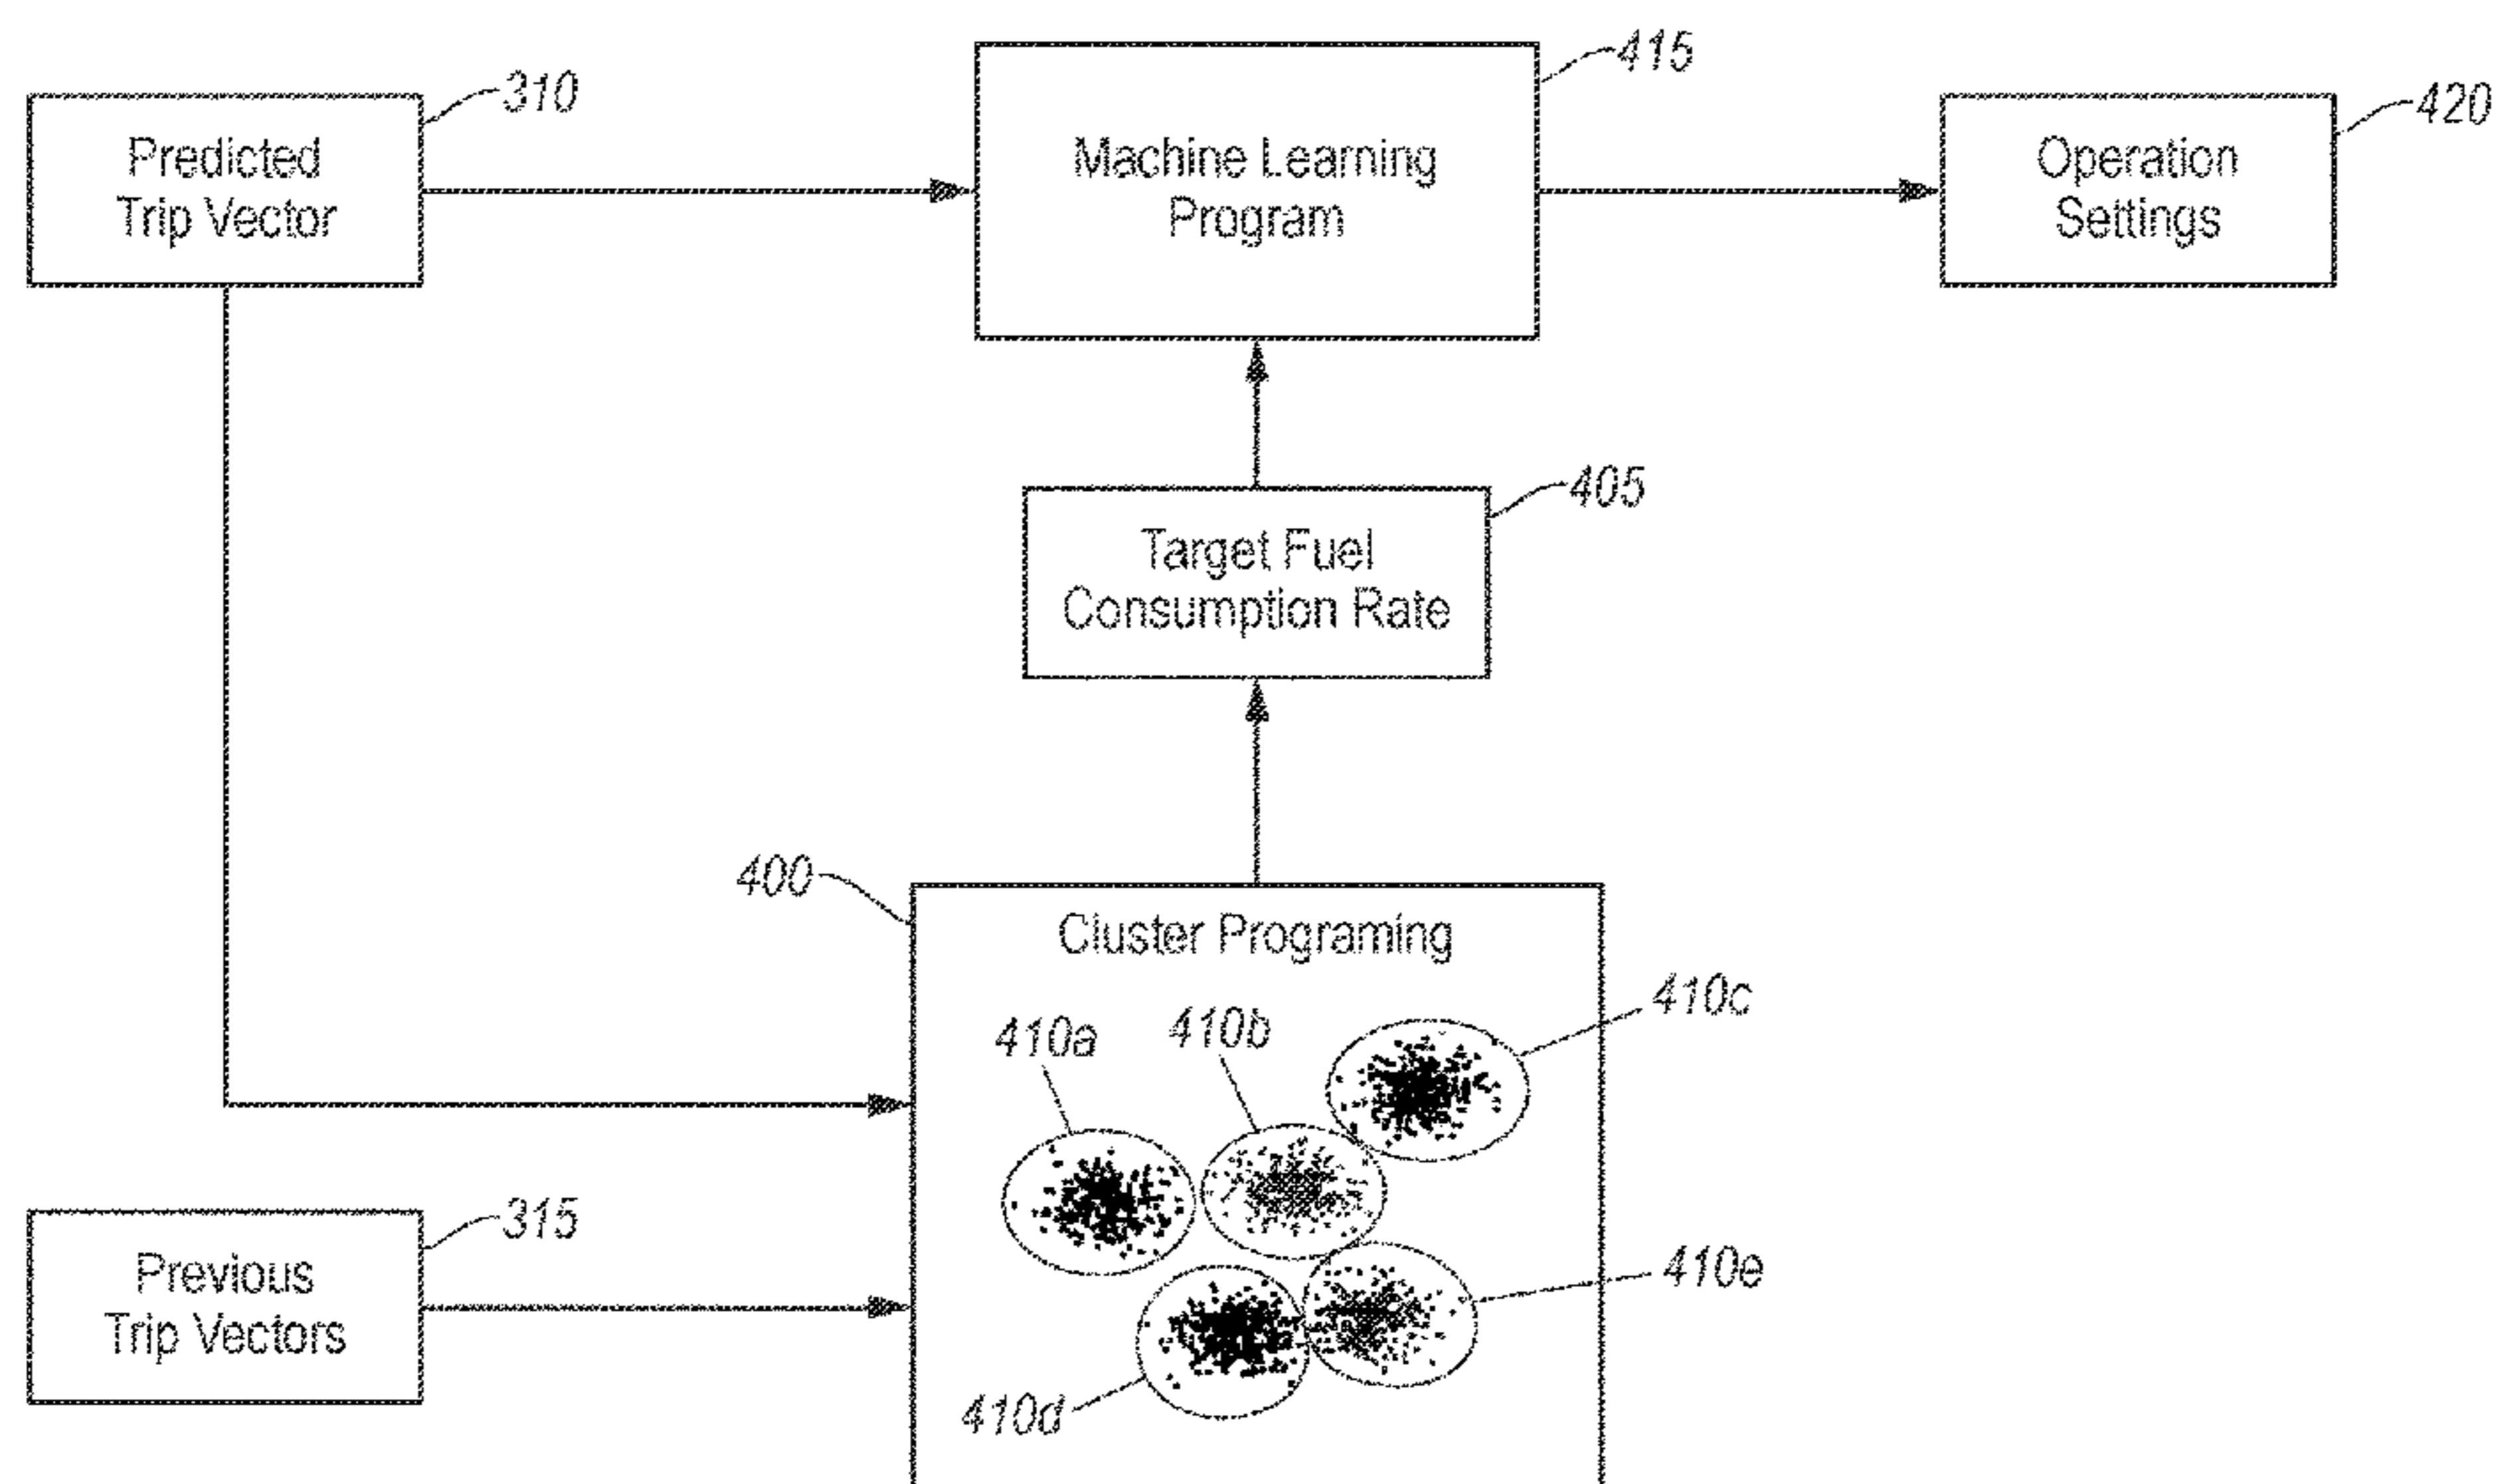 310
Predicted
Trip Vector
415
Machine Learning
Program
420
Operation
Settings
405
Target Fuel
Consumption Rate
400
Cluster Programing
410a
410b
410c
315
Previous
Trip Vectors
410d
410e